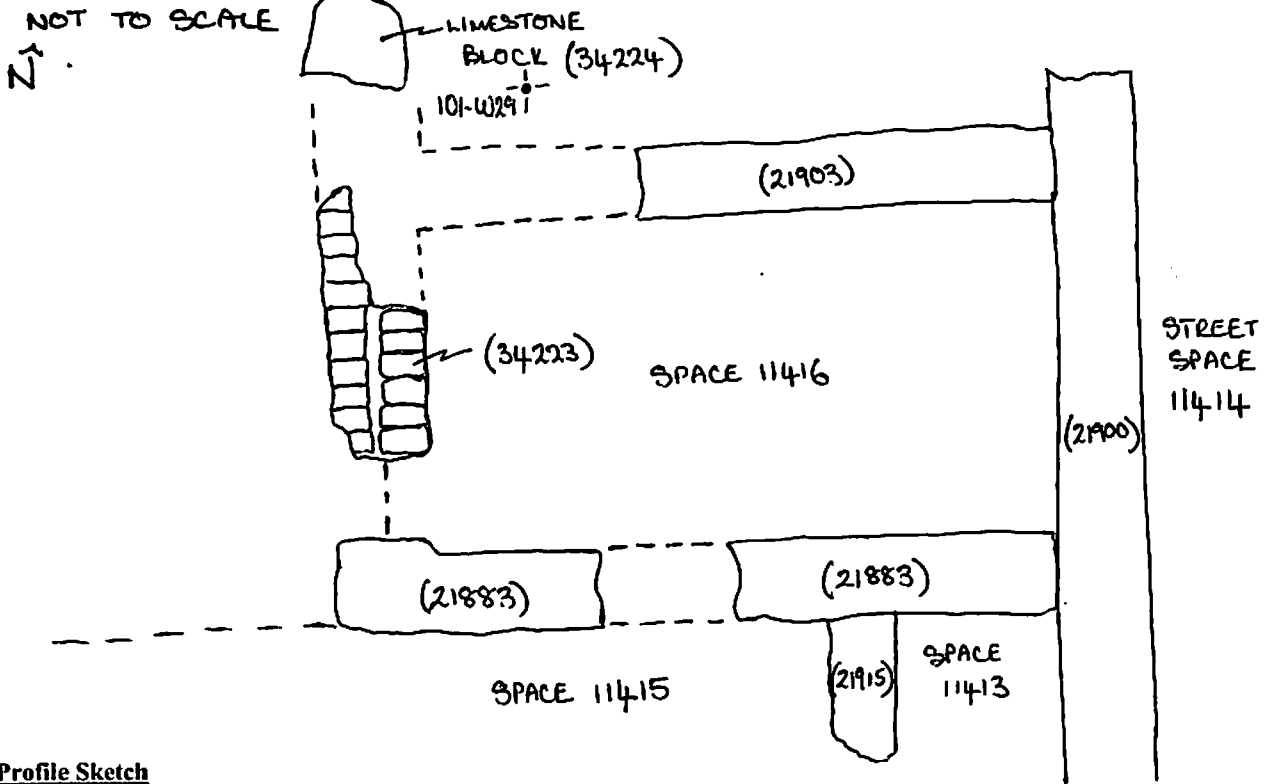 NOT TO SCALE
N
LIMESTONE
BLOCK (34224)
101-W29
(21903)
(34223)
SPACE 11416
STREET
SPACE
11414
(21900)
(21883)
(21883)
(21915)
SPACE
11413
SPACE 11415
Profile Sketch